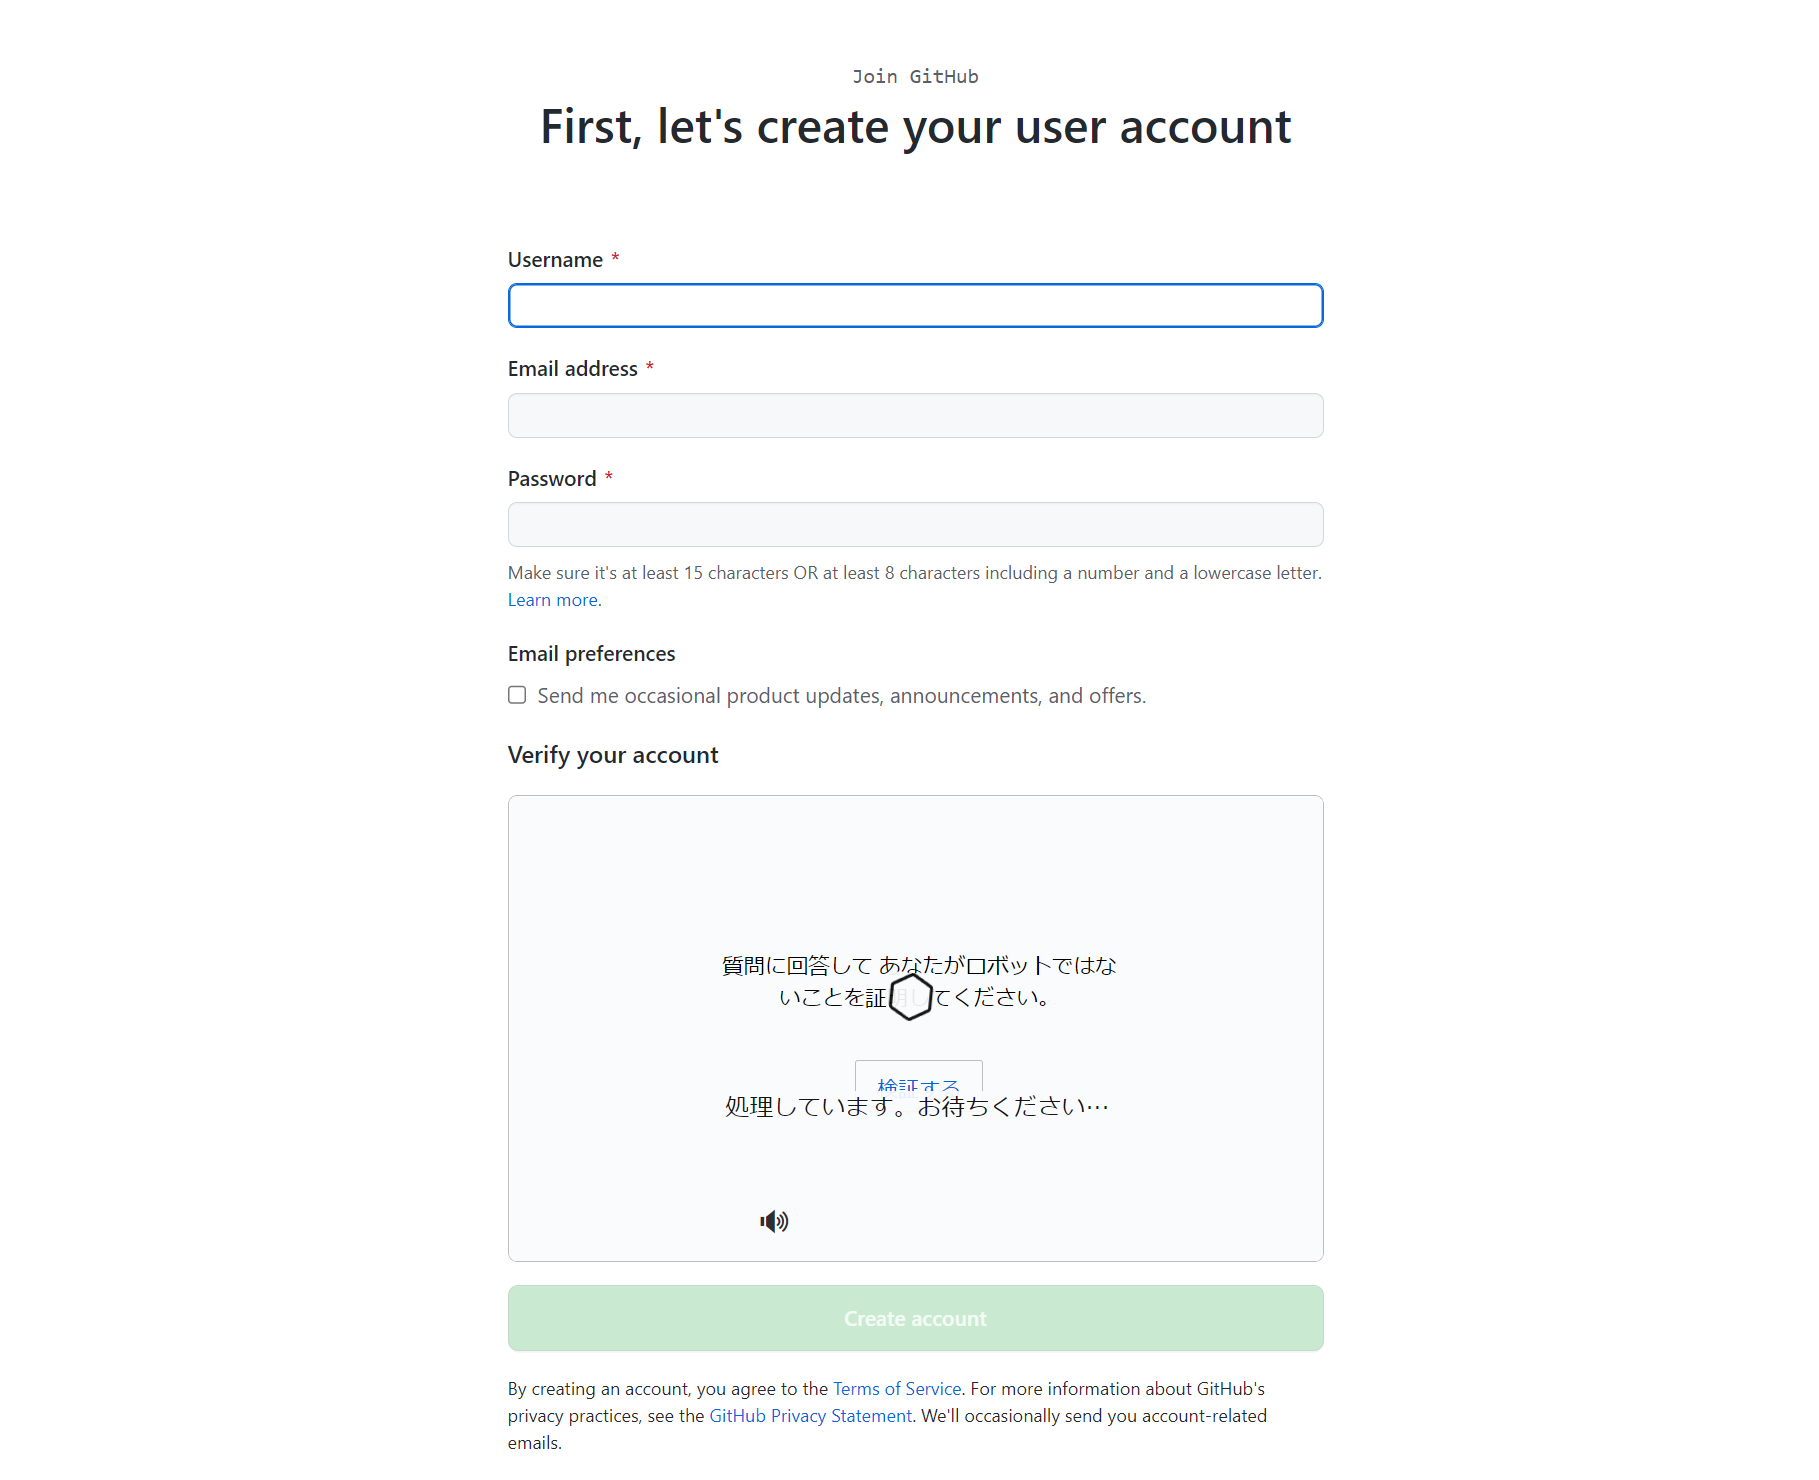 Join GitHub
First, let's create your user account
Username *
Email address *
Password *
Make sure it's at least 15 characters OR at least 8 characters including a number and a lowercase letter.
Learn more.
Email preferences
Send me occasional product updates, announcements, and offers.
Verify your account
質問に回答して あなたがロボットではな
いことを証明してください。
検証する
処理しています。お待ちください…
Create account
By creating an account, you agree to the Terms of Service. For more information about GitHub's
privacy practices, see the GitHub Privacy Statement. We'll occasionally send you account-related
emails.